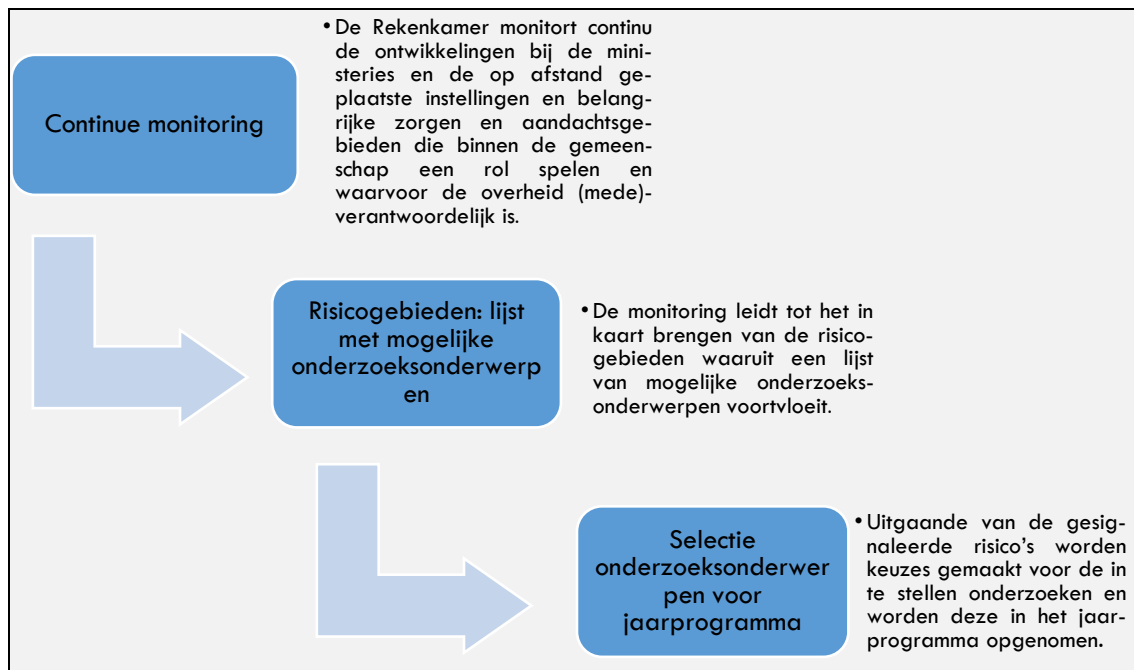 Continue monitoring
• De Rekenkamer monitort continu
de ontwikkelingen bij de mini-
steries en de op afstand ge-
plaatste instellingen en belang-
rijke zorgen en aandachtsge-
bieden die binnen de gemeen-
schap een rol spelen en
waarvoor de overheid (mede)-
verantwoordelijk is.
Risicogebieden: lijst
met mogelijke
onderzoeksonderwerp
en
• De monitoring leidt tot het in
kaart brengen van de risico-
gebieden waaruit een lijst
van mogelijke onderzoeks-
onderwerpen voortvloeit.
Selectie
onderzoeksonderwer
pen voor
jaarprogramma
• Uitgaande van de gesig-
naleerde risico’s worden
keuzes gemaakt voor de in
te stellen onderzoeken en
worden deze in het jaar-
programma opgenomen.